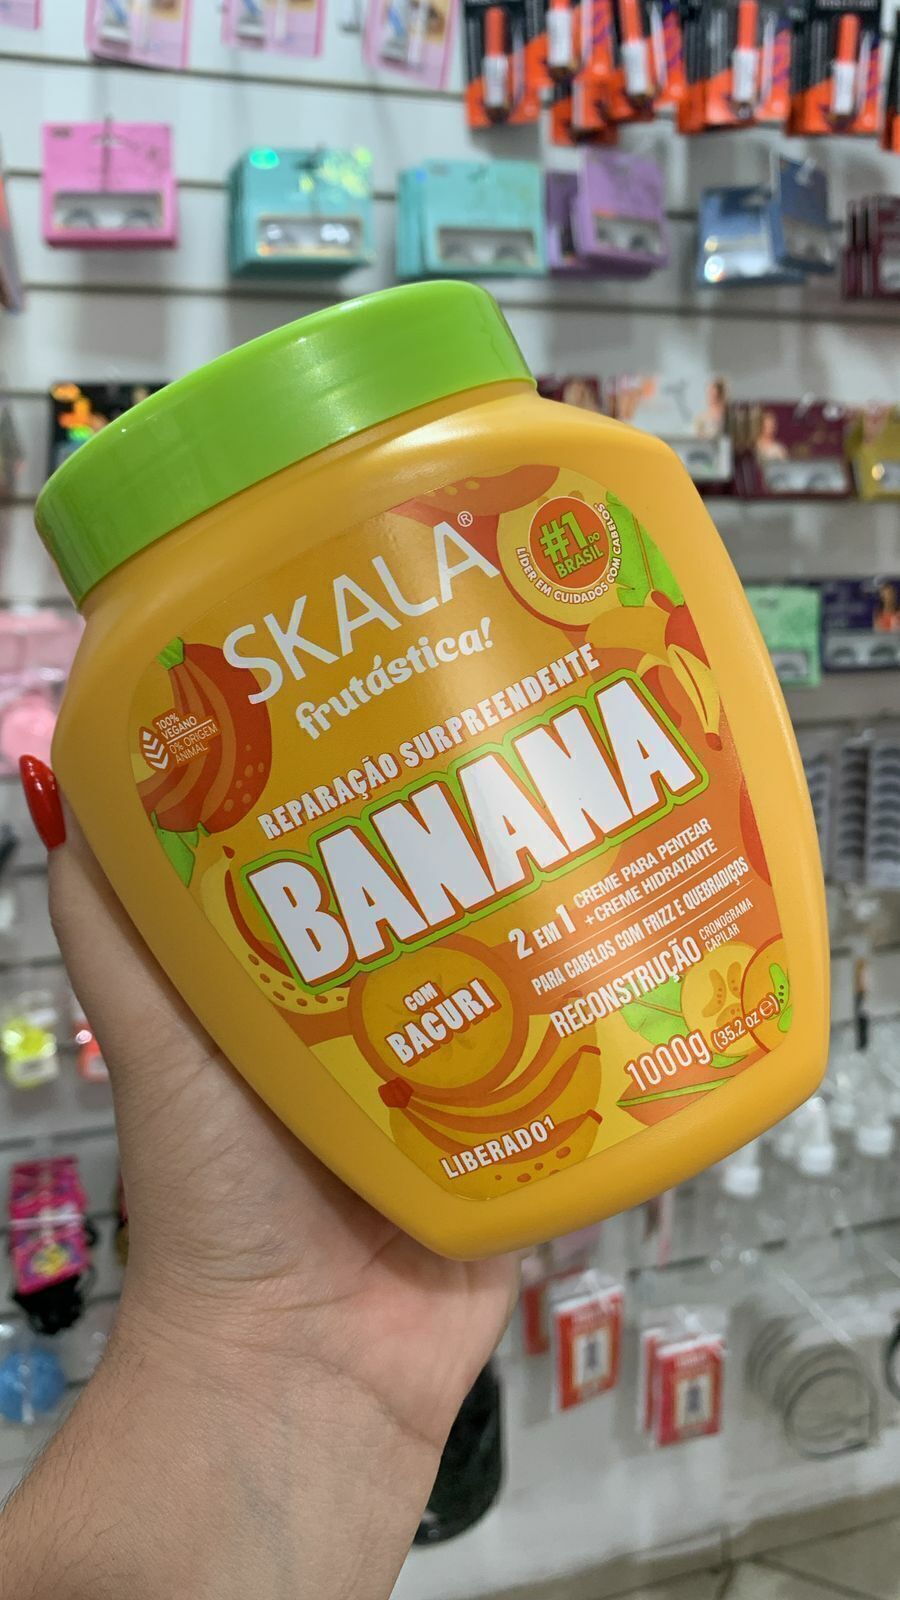 SKALA®
frutástica!
#1 DO
BRASIL
LÍDER EM CUIDADOS COM CABELOS
100%
VEGANO
0% ORIGEM
ANIMAL
REPARAÇÃO SURPREENDENTE
BANANA
2 EM 1 CREME PARA PENTEAR
+CREME HIDRATANTE
PARA CABELOS COM FRIZZ E QUEBRADIÇOS
RECONSTRUÇÃO CRONOGRAMA
CAPILAR
COM
BACURI
1000g (35.2 oz ℮)
LIBERADO¹